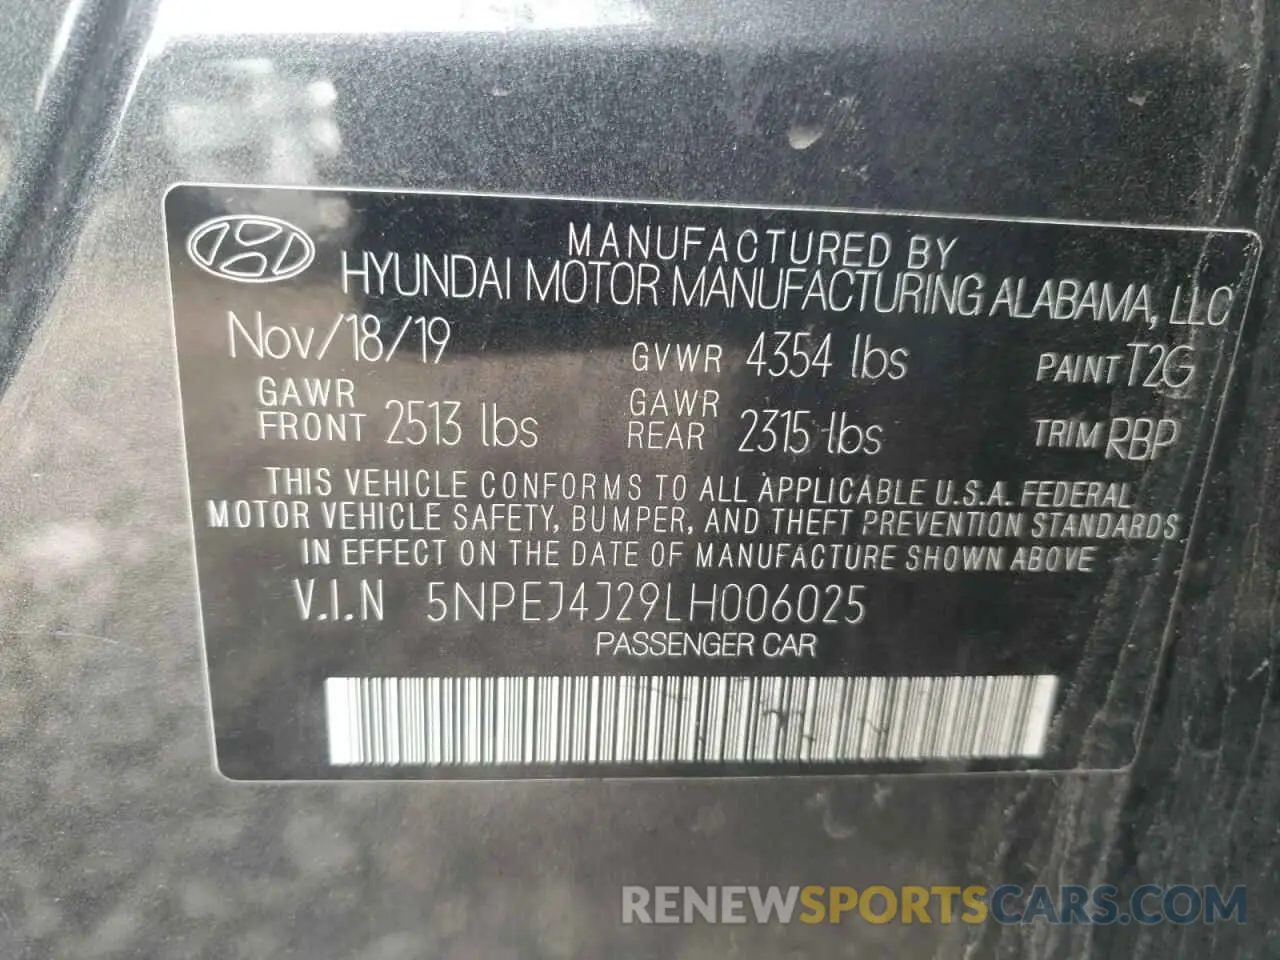 MANUFACTURED BY
HYUNDAI MOTOR MANUFACTURING ALABAMA, LLC
Nov/18/19 GVWR 4354 lbs PAINT T2G
GAWR FRONT 2513 lbs GAWR REAR 2315 lbs TRIM RBP
THIS VEHICLE CONFORMS TO ALL APPLICABLE U.S.A. FEDERAL
MOTOR VEHICLE SAFETY, BUMPER, AND THEFT PREVENTION STANDARDS
IN EFFECT ON THE DATE OF MANUFACTURE SHOWN ABOVE
V.I.N 5NPEJ4J29LH006025
PASSENGER CAR
RENEWSPORTSCARS.COM